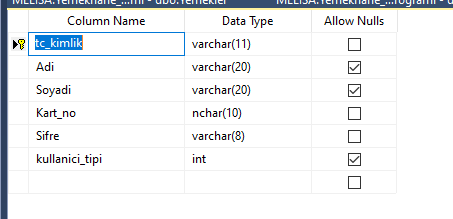 MELISA.Yemekhane_...mi - dbo.Yemekler MELISA.Yemekhane_...rogrami
Column Name Data Type Allow Nulls
tc_kimlik varchar(11)
Adi varchar(20)
Soyadi varchar(20)
Kart_no nchar(10)
Sifre varchar(8)
kullanici_tipi int